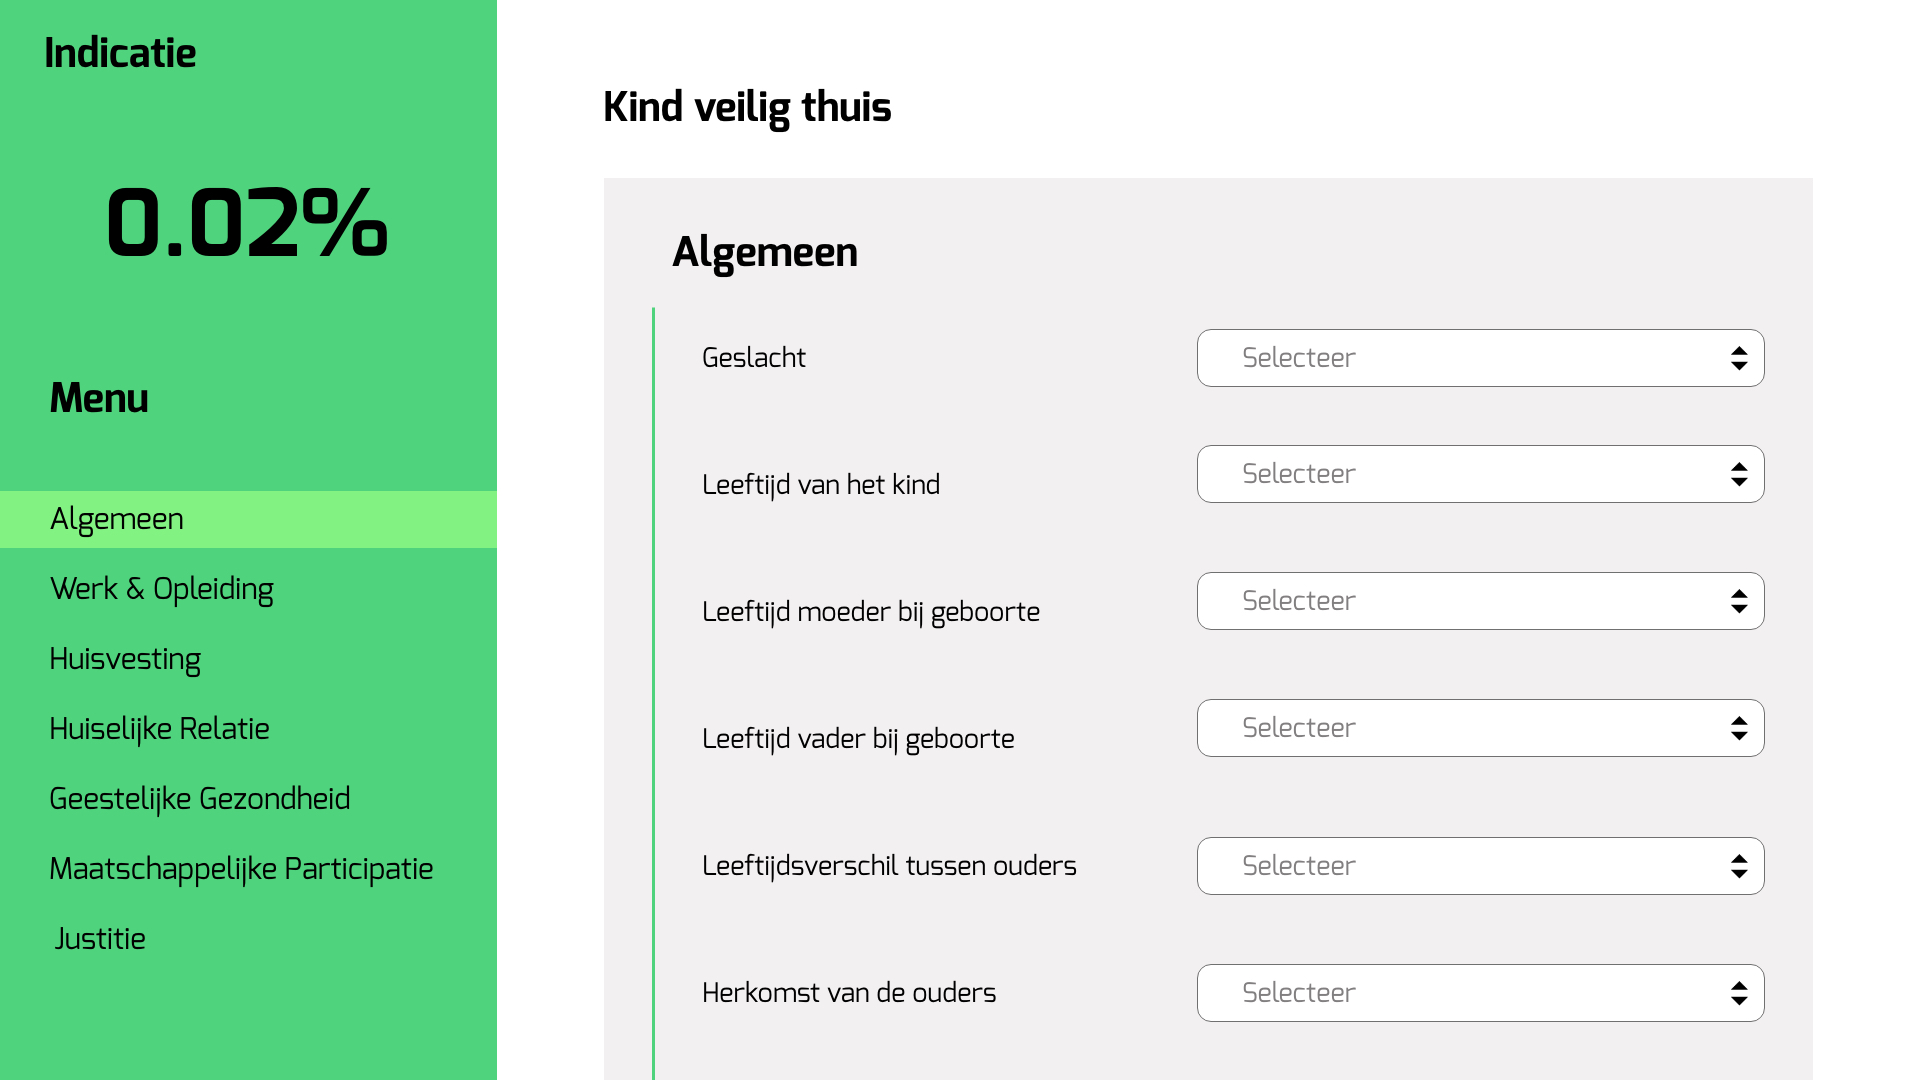 Indicatie
0.02%
Menu
Algemeen
Werk & Opleiding
Huisvesting
Huiselijke Relatie
Geestelijke Gezondheid
Maatschappelijke Participatie
Justitie
Kind veilig thuis
Algemeen
Geslacht
Selecteer
Leeftijd van het kind
Selecteer
Leeftijd moeder bij geboorte
Selecteer
Leeftijd vader bij geboorte
Selecteer
Leeftijdsverschil tussen ouders
Selecteer
Herkomst van de ouders
Selecteer